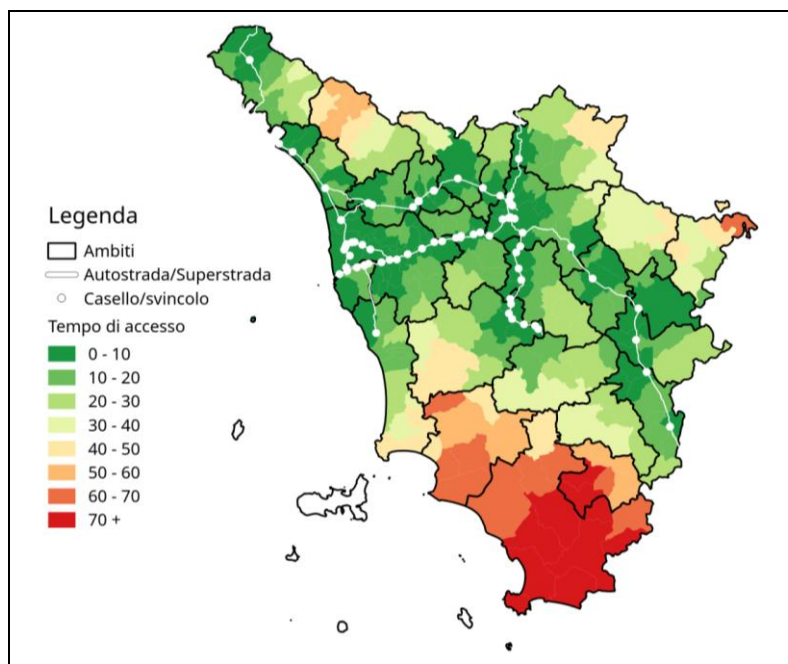 Legenda
Ambiti
Autostrada/Superstrada
Casello/svincolo
Tempo di accesso
0 - 10
10 - 20
20 - 30
30 - 40
40 - 50
50 - 60
60 - 70
70 +